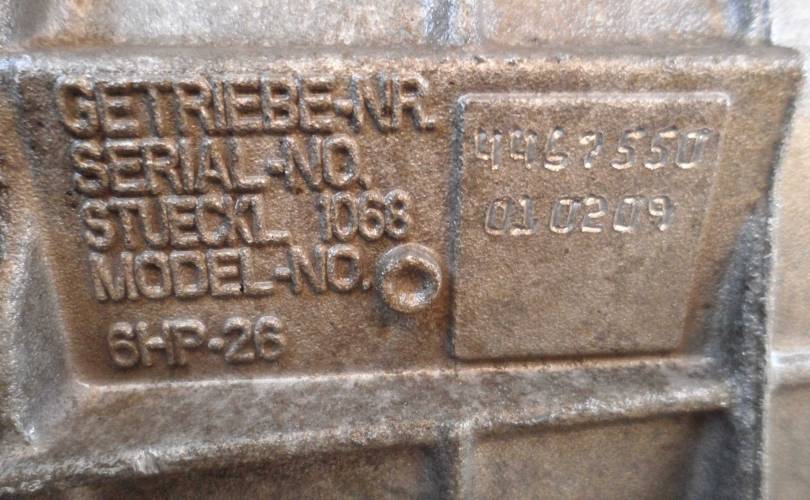 GETRIEBE-NR.
SERIAL-NO.
STUECKL 1068
MODEL-NO.
6HP-26
4467550
010209